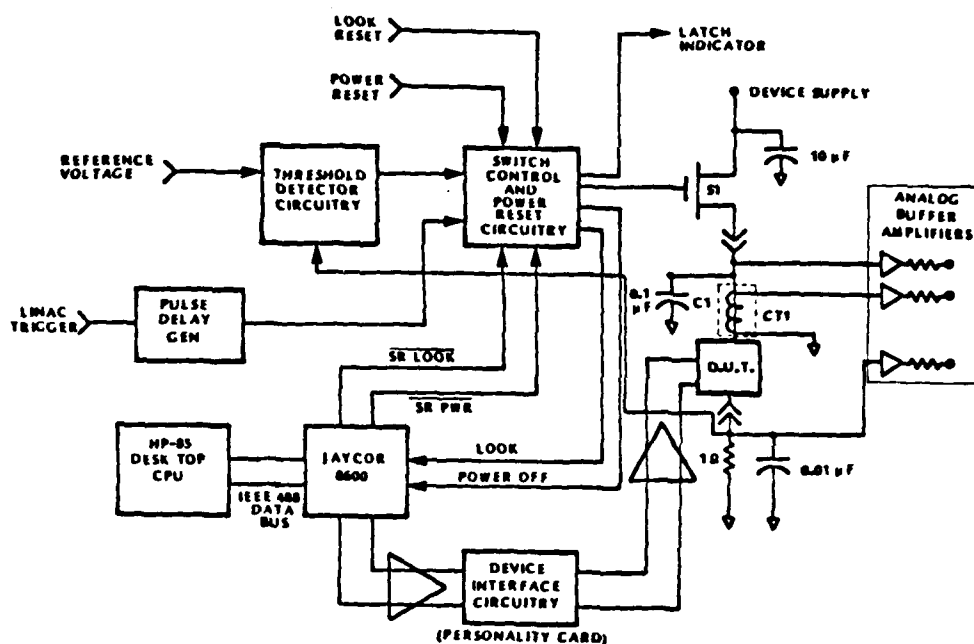 LOOK
RESET
LATCH
INDICATOR
POWER
RESET
DEVICE SUPPLY
REFERENCE
VOLTAGE
THRESHOLD
DETECTOR
CIRCUITRY
SWITCH
CONTROL
AND
POWER
RESET
CIRCUITRY
S1
10 µF
ANALOG
BUFFER
AMPLIFIERS
0.1
µF
C1
CT1
LINAC
TRIGGER
PULSE
DELAY
GEN
D.U.T.
SR LOOK
SR PWR
HP-85
DESK TOP
CPU
JAYCOR
8600
LOOK
POWER OFF
1Ω
0.01 µF
IEEE 488
DATA
BUS
DEVICE
INTERFACE
CIRCUITRY
(PERSONALITY CARD)